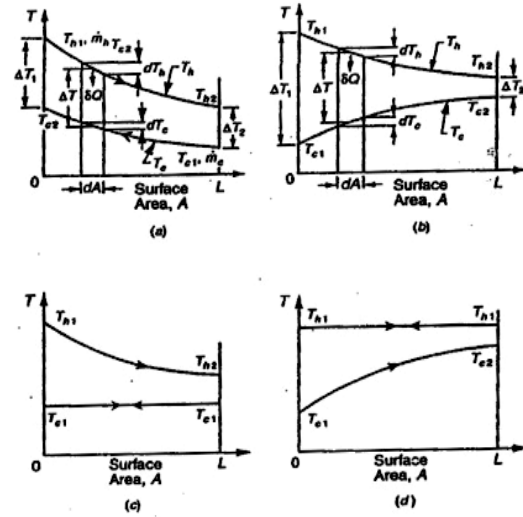 T
T_h1, ṁ_h T_c2
dT_h
T_h
ΔT_1
ΔT
δQ
T_h2
T_c2
dT_c
ΔT_2
T_c
T_c1, ṁ_c
0
dA
Surface
Area, A
L
(a)
T
T_h1
dT_h
T_h
T_h2
ΔT_1
ΔT
δQ
ΔT_2
dT_c
T_c2
T_c
T_c1
0
dA
Surface
Area, A
L
(b)
T
T_h1
T_h2
T_c1
T_c1
0
Surface
Area, A
L
(c)
T
T_h1
T_h1
T_c2
T_c1
0
Surface
Area, A
L
(d)